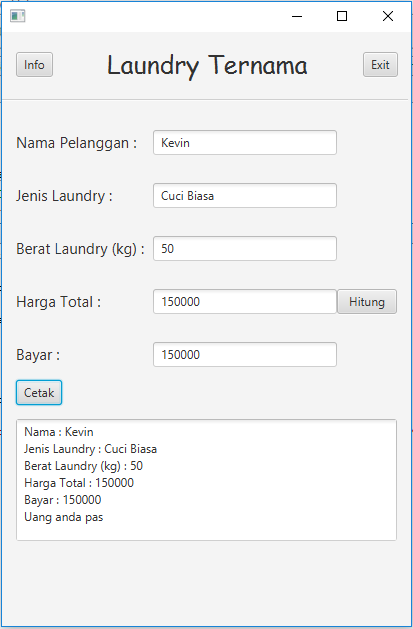 Info Laundry Ternama Exit
Nama Pelanggan : Kevin
Jenis Laundry : Cuci Biasa
Berat Laundry (kg) : 50
Harga Total : 150000 Hitung
Bayar : 150000
Cetak
Nama : Kevin
Jenis Laundry : Cuci Biasa
Berat Laundry (kg) : 50
Harga Total : 150000
Bayar : 150000
Uang anda pas